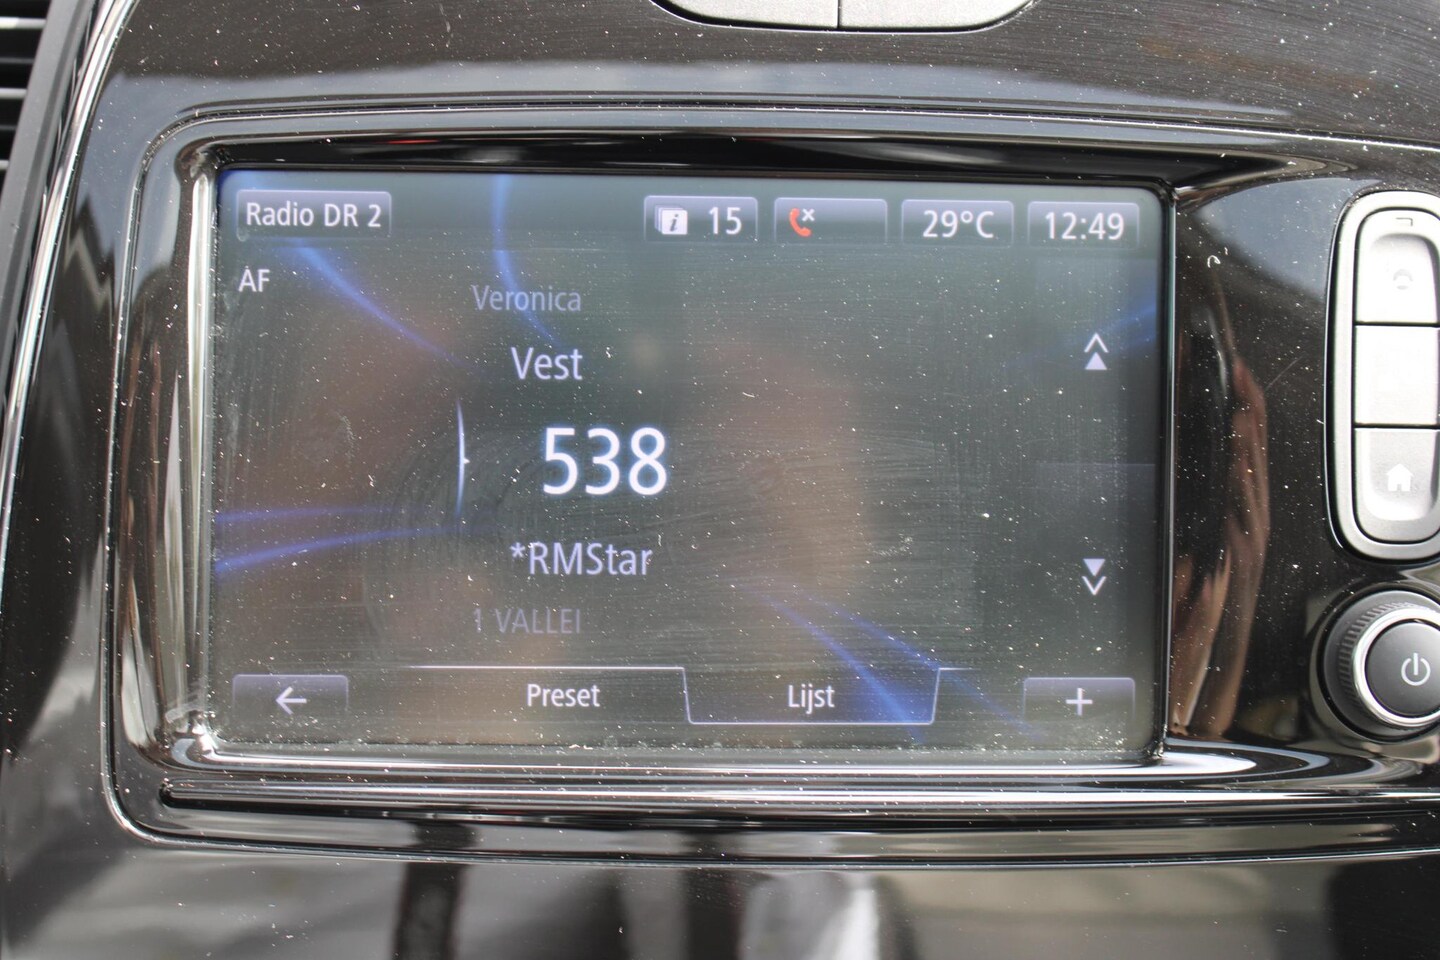 Radio DR 2
15
29°C
12:49
AF
Veronica
Vest
538
*RMStar
1 VALLEI
Preset
Lijst